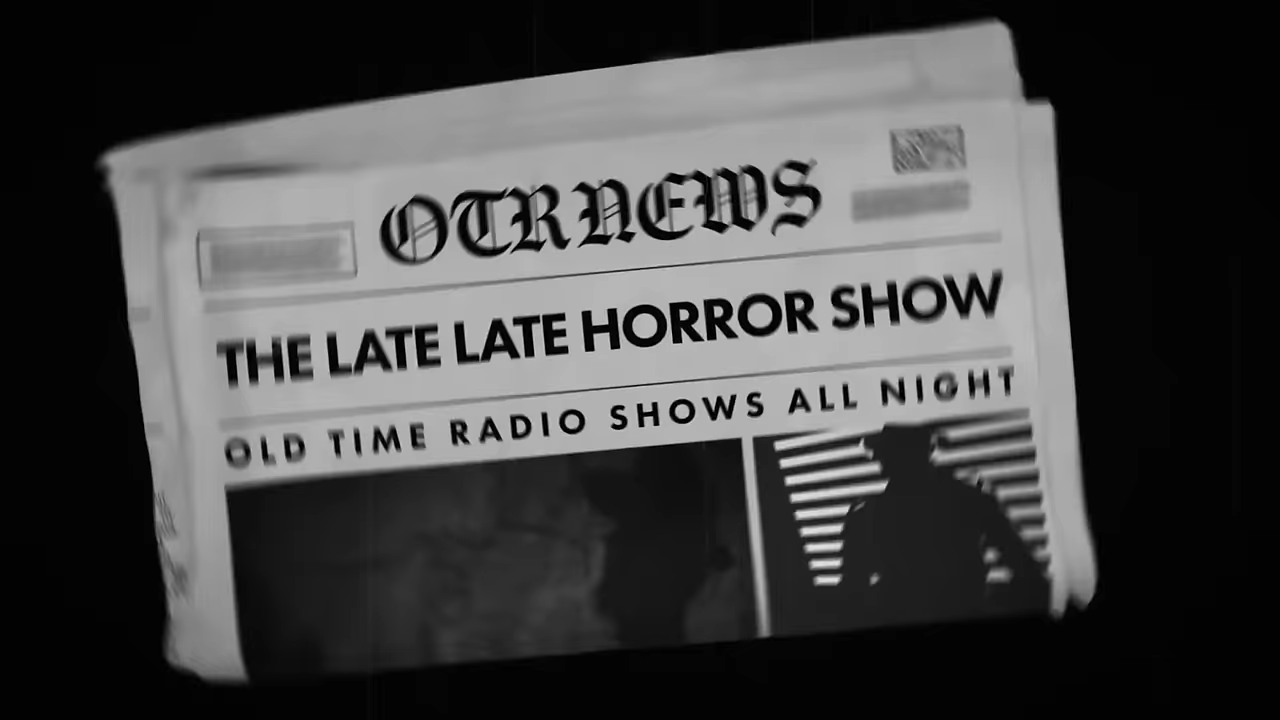 OTRNEWS
THE LATE LATE HORROR SHOW
OLD TIME RADIO SHOWS ALL NIGHT